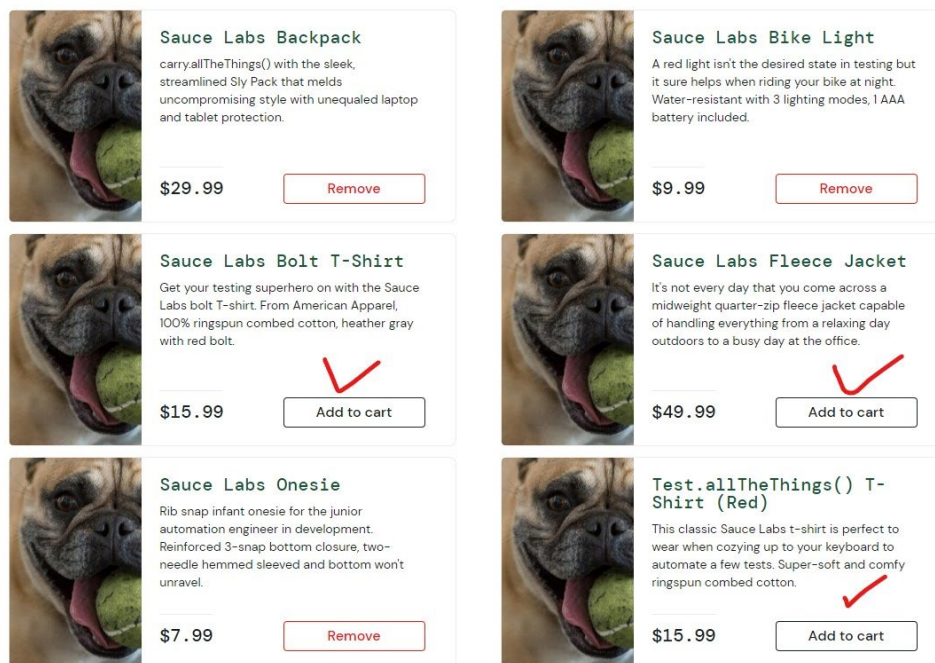 Sauce Labs Backpack
carry.allTheThings() with the sleek,
streamlined Sly Pack that melds
uncompromising style with unequaled laptop
and tablet protection.
$29.99
Remove
Sauce Labs Bike Light
A red light isn't the desired state in testing but
it sure helps when riding your bike at night.
Water-resistant with 3 lighting modes, 1 AAA
battery included.
$9.99
Remove
Sauce Labs Bolt T-Shirt
Get your testing superhero on with the Sauce
Labs bolt T-shirt. From American Apparel,
100% ringspun combed cotton, heather gray
with red bolt.
$15.99
Add to cart
Sauce Labs Fleece Jacket
It's not every day that you come across a
midweight quarter-zip fleece jacket capable
of handling everything from a relaxing day
outdoors to a busy day at the office.
$49.99
Add to cart
Sauce Labs Onesie
Rib snap infant onesie for the junior
automation engineer in development.
Reinforced 3-snap bottom closure, two-
needle hemmed sleeved and bottom won't
unravel.
$7.99
Remove
Test.allTheThings() T-
Shirt (Red)
This classic Sauce Labs t-shirt is perfect to
wear when cozying up to your keyboard to
automate a few tests. Super-soft and comfy
ringspun combed cotton.
$15.99
Add to cart